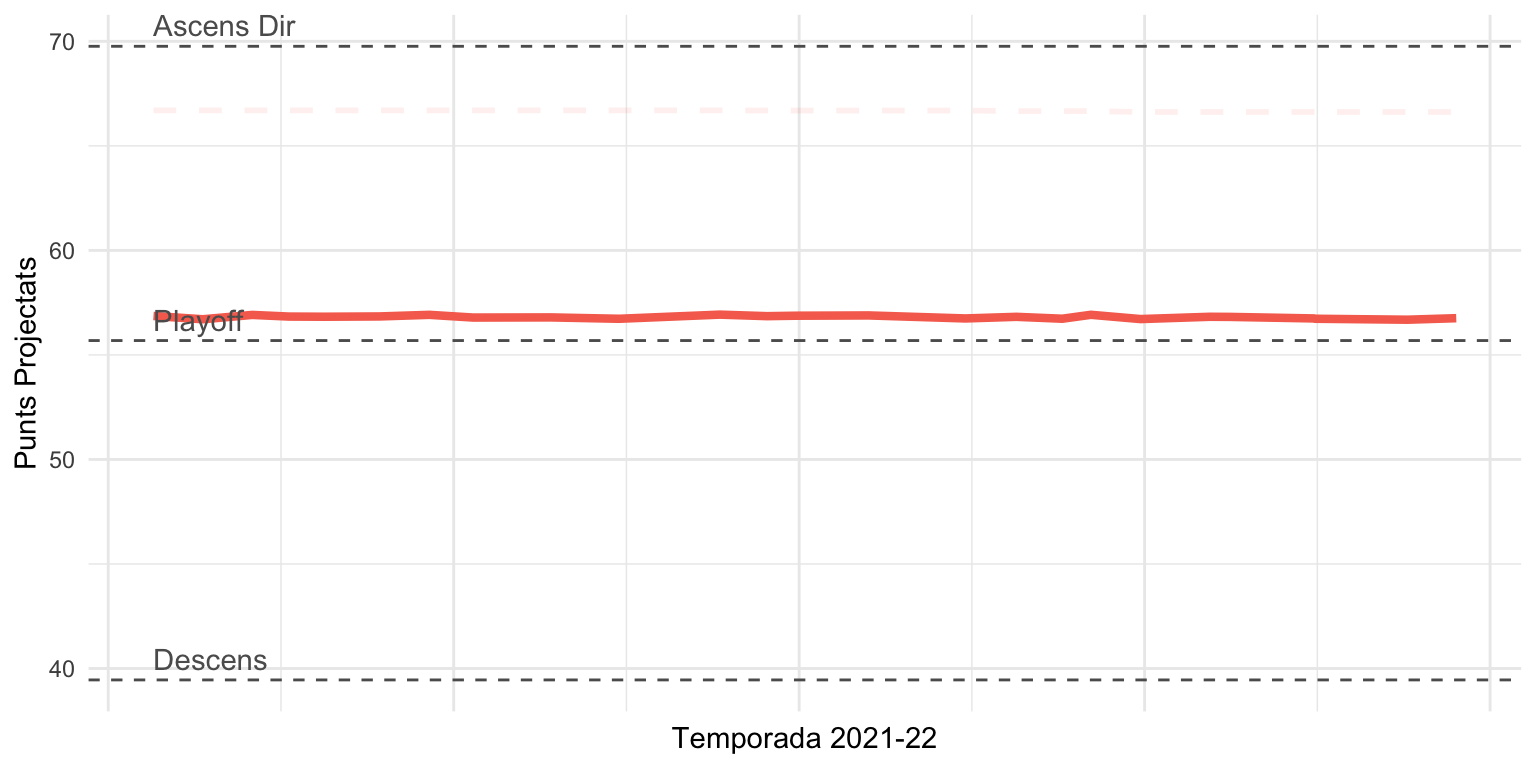 Ascens Dir
70
60
Playoff
50
Descens
40
Punts Projectats
Temporada 2021-22